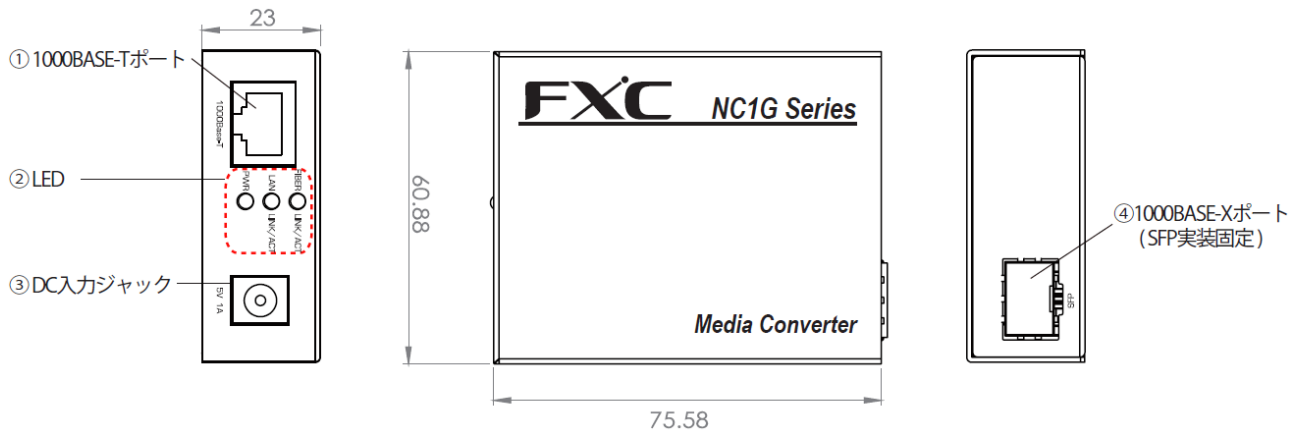 23
①1000BASE-Tポート
1000Base-T
②LED
PWR
LAN
FIBER
LINK/ACT
LINK/ACT
③DC入力ジャック
5V 1A
60.88
FXC
NC1G Series
Media Converter
75.58
④1000BASE-Xポート
(SFP実装固定)
SFP